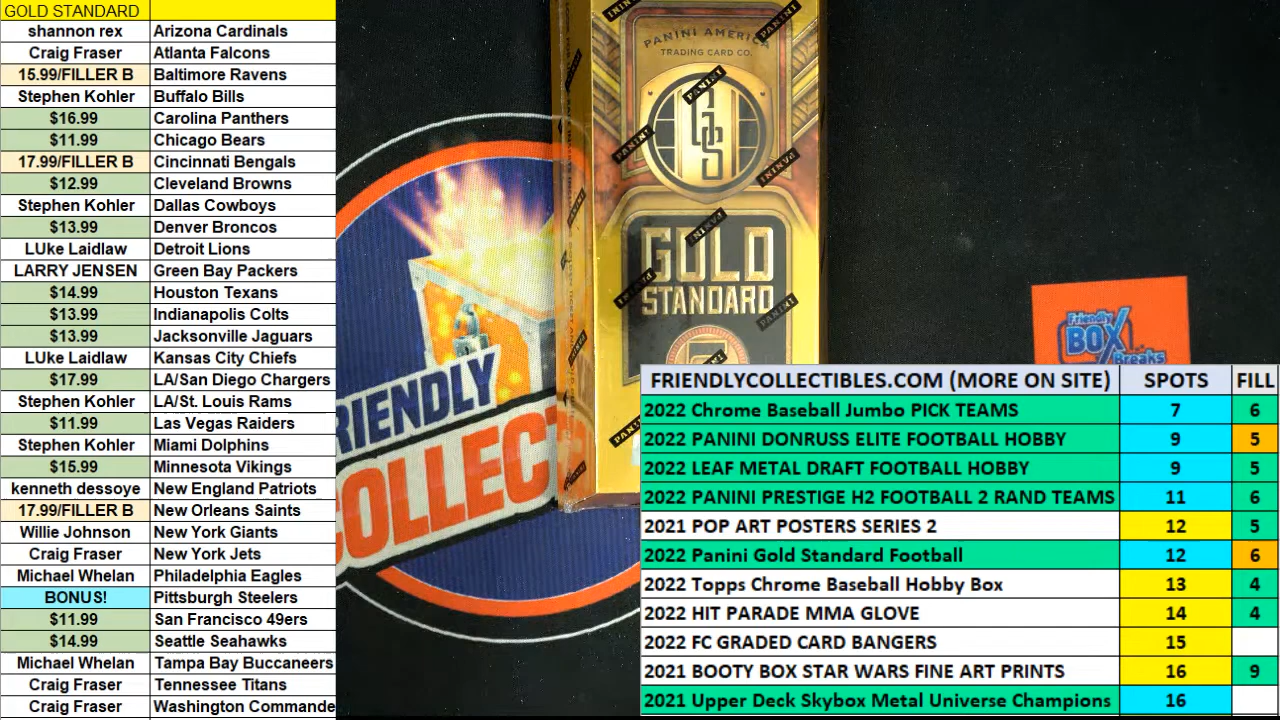 GOLD STANDARD
shannon rex Arizona Cardinals
Craig Fraser Atlanta Falcons
15.99/FILLER B Baltimore Ravens
Stephen Kohler Buffalo Bills
$16.99 Carolina Panthers
$11.99 Chicago Bears
17.99/FILLER B Cincinnati Bengals
$12.99 Cleveland Browns
Stephen Kohler Dallas Cowboys
$13.99 Denver Broncos
LUke Laidlaw Detroit Lions
LARRY JENSEN Green Bay Packers
$14.99 Houston Texans
$13.99 Indianapolis Colts
$13.99 Jacksonville Jaguars
LUke Laidlaw Kansas City Chiefs
$17.99 LA/San Diego Chargers
Stephen Kohler LA/St. Louis Rams
$11.99 Las Vegas Raiders
Stephen Kohler Miami Dolphins
$15.99 Minnesota Vikings
kenneth dessoye New England Patriots
17.99/FILLER B New Orleans Saints
Willie Johnson New York Giants
Craig Fraser New York Jets
Michael Whelan Philadelphia Eagles
BONUS! Pittsburgh Steelers
$11.99 San Francisco 49ers
$14.99 Seattle Seahawks
Michael Whelan Tampa Bay Buccaneers
Craig Fraser Tennessee Titans
Craig Fraser Washington Commande
PANINI AMERICA
TRADING CARD CO.
GS
PANINI
PANINI
PANINI
PANINI
PANINI
PANINI
GOLD
STANDARD
PANINI
PANINI
FRIENDLY
COLLECT
Friendly
BOX
Breaks
FRIENDLYCOLLECTIBLES.COM (MORE ON SITE) SPOTS FILL
2022 Chrome Baseball Jumbo PICK TEAMS 7 6
2022 PANINI DONRUSS ELITE FOOTBALL HOBBY 9 5
2022 LEAF METAL DRAFT FOOTBALL HOBBY 9 5
2022 PANINI PRESTIGE H2 FOOTBALL 2 RAND TEAMS 11 6
2021 POP ART POSTERS SERIES 2 12 5
2022 Panini Gold Standard Football 12 6
2022 Topps Chrome Baseball Hobby Box 13 4
2022 HIT PARADE MMA GLOVE 14 4
2022 FC GRADED CARD BANGERS 15
2021 BOOTY BOX STAR WARS FINE ART PRINTS 16 9
2021 Upper Deck Skybox Metal Universe Champions 16